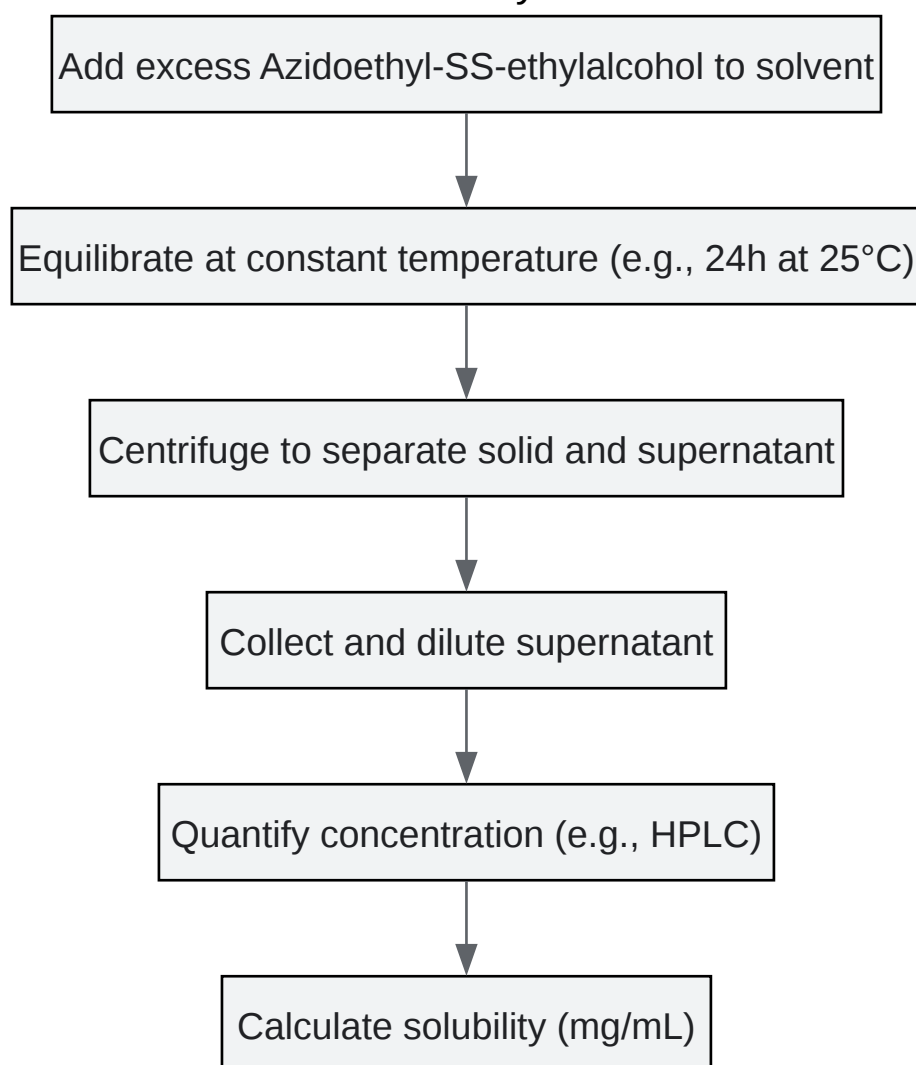 Add excess Azidoethyl-SS-ethylalcohol to solvent
Equilibrate at constant temperature (e.g., 24h at 25°C)
Centrifuge to separate solid and supernatant
Collect and dilute supernatant
Quantify concentration (e.g., HPLC)
Calculate solubility (mg/mL)